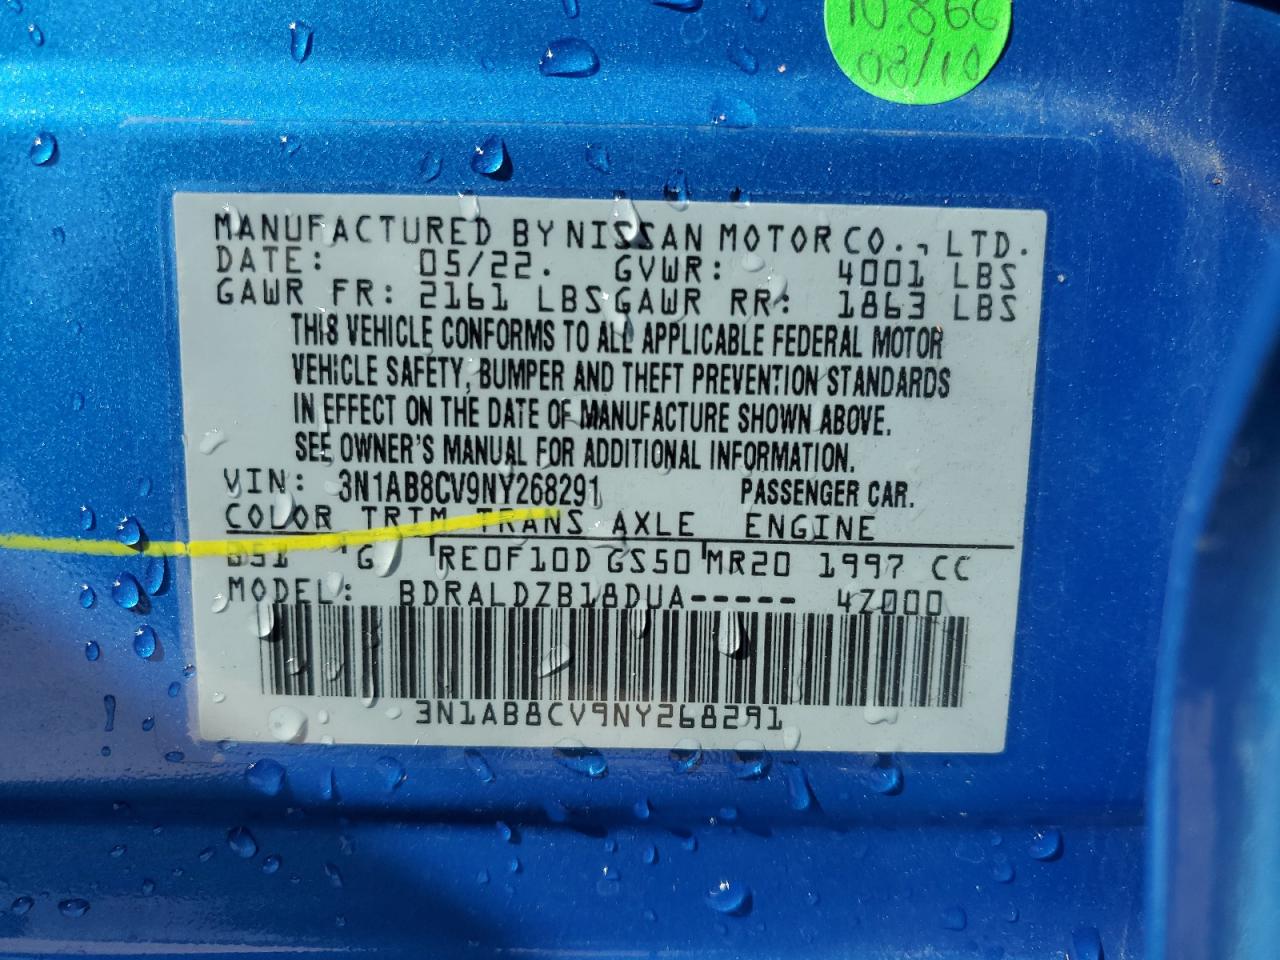 10.866
08/10
MANUFACTURED BY NISSAN MOTOR CO., LTD.
DATE: 05/22. GVWR: 4001 LBS
GAWR FR: 2161 LBS GAWR RR: 1863 LBS
THIS VEHICLE CONFORMS TO ALL APPLICABLE FEDERAL MOTOR
VEHICLE SAFETY, BUMPER AND THEFT PREVENTION STANDARDS
IN EFFECT ON THE DATE OF MANUFACTURE SHOWN ABOVE.
SEE OWNER'S MANUAL FOR ADDITIONAL INFORMATION.
VIN: 3N1AB8CV9NY268291 PASSENGER CAR.
COLOR TRIM TRANS AXLE ENGINE
B51 'G 'RE0F10D GS50 'MR20 1997 CC
MODEL: BDRALDZB18DUA----- 4Z000
3N1AB8CV9NY268291